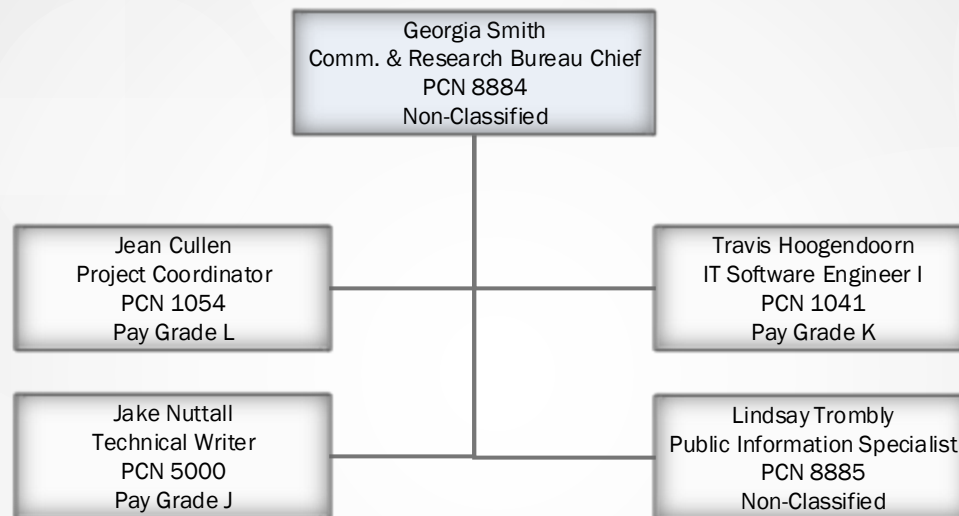 Georgia Smith
Comm. & Research Bureau Chief
PCN 8884
Non-Classified
Jean Cullen
Project Coordinator
PCN 1054
Pay Grade L
Travis Hoogendoorn
IT Software Engineer I
PCN 1041
Pay Grade K
Jake Nuttall
Technical Writer
PCN 5000
Pay Grade J
Lindsay Trombly
Public Information Specialist
PCN 8885
Non-Classified